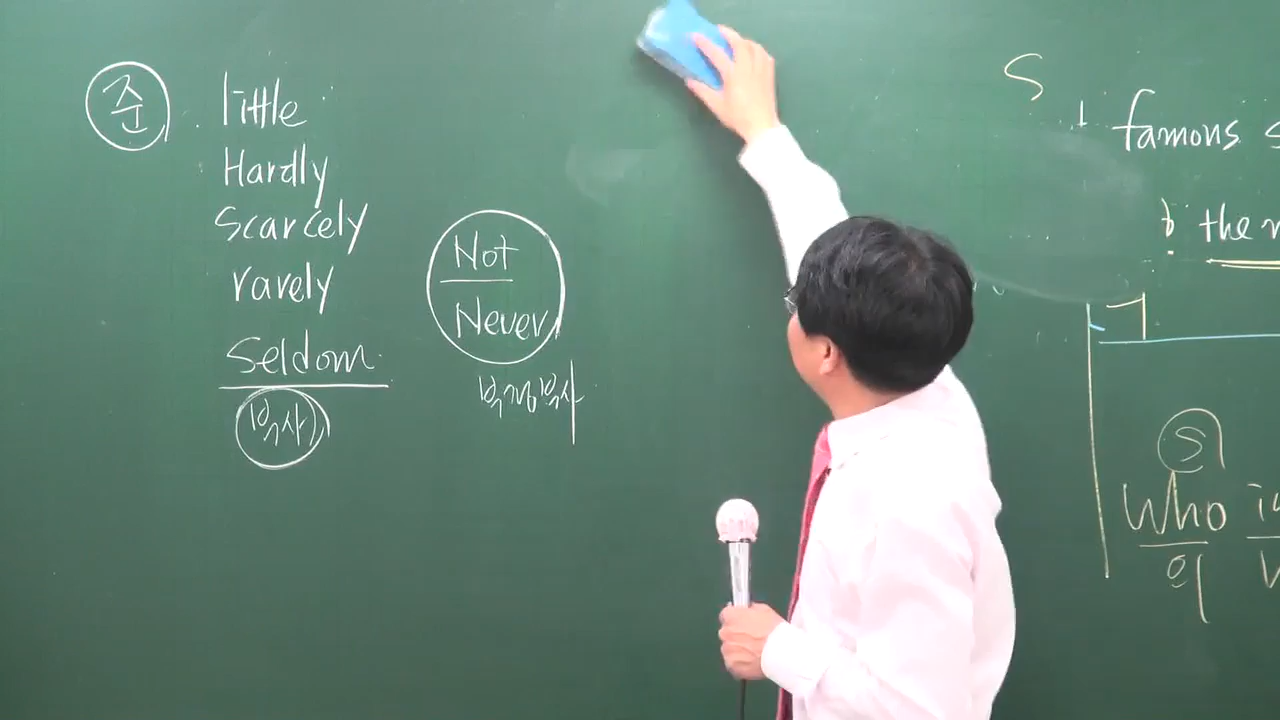 준
little
Hardly
Scarcely
rarely
Seldom
부사
Not
Never
부정부사
S
famous s
the
S
Who
의